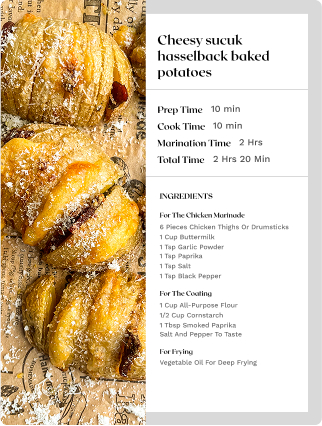 Cheesy sucuk
hasselback baked
potatoes
Prep Time 10 min
Cook Time 10 min
Marination Time 2 Hrs
Total Time 2 Hrs 20 Min
INGREDIENTS
For The Chicken Marinade
6 Pieces Chicken Thighs Or Drumsticks
1 Cup Buttermilk
1 Tsp Garlic Powder
1 Tsp Paprika
1 Tsp Salt
1 Tsp Black Pepper
For The Coating
1 Cup All-Purpose Flour
1/2 Cup Cornstarch
1 Tbsp Smoked Paprika
Salt And Pepper To Taste
For Frying
Vegetable Oil For Deep Frying